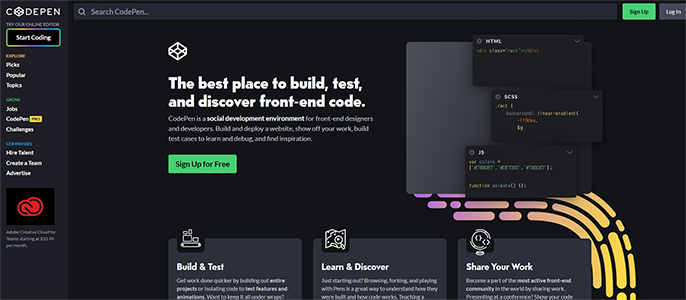 CODEPEN
TRY OUR ONLINE EDITOR
Start Coding
EXPLORE
Picks
Popular
Topics
GROW
Jobs
CodePen PRO
Challenges
COMPANIES
Hire Talent
Create a Team
Advertise
Adobe Creative Cloud for
Teams starting at $33.99
per month.
Search CodePen...
Sign Up
Log In
The best place to build, test,
and discover front-end code.
CodePen is a social development environment for front-end designers
and developers. Build and deploy a website, show off your work, build
test cases to learn and debug, and find inspiration.
Sign Up for Free
HTML
<div class="rect"></div>
SCSS
.rect {
background: linear-gradient(
-119deg,
JS
var colors =
function animate() {};
Build & Test
Get work done quicker by building out entire
projects or isolating code to test features and
animations. Want to keep it all under wraps?
Learn & Discover
Just starting out? Browsing, forking, and playing
with Pens is a great way to understand how they
were built and how code works. Teaching a
Share Your Work
Become a part of the most active front-end
community in the world by sharing work.
Presenting at a conference? Show your code